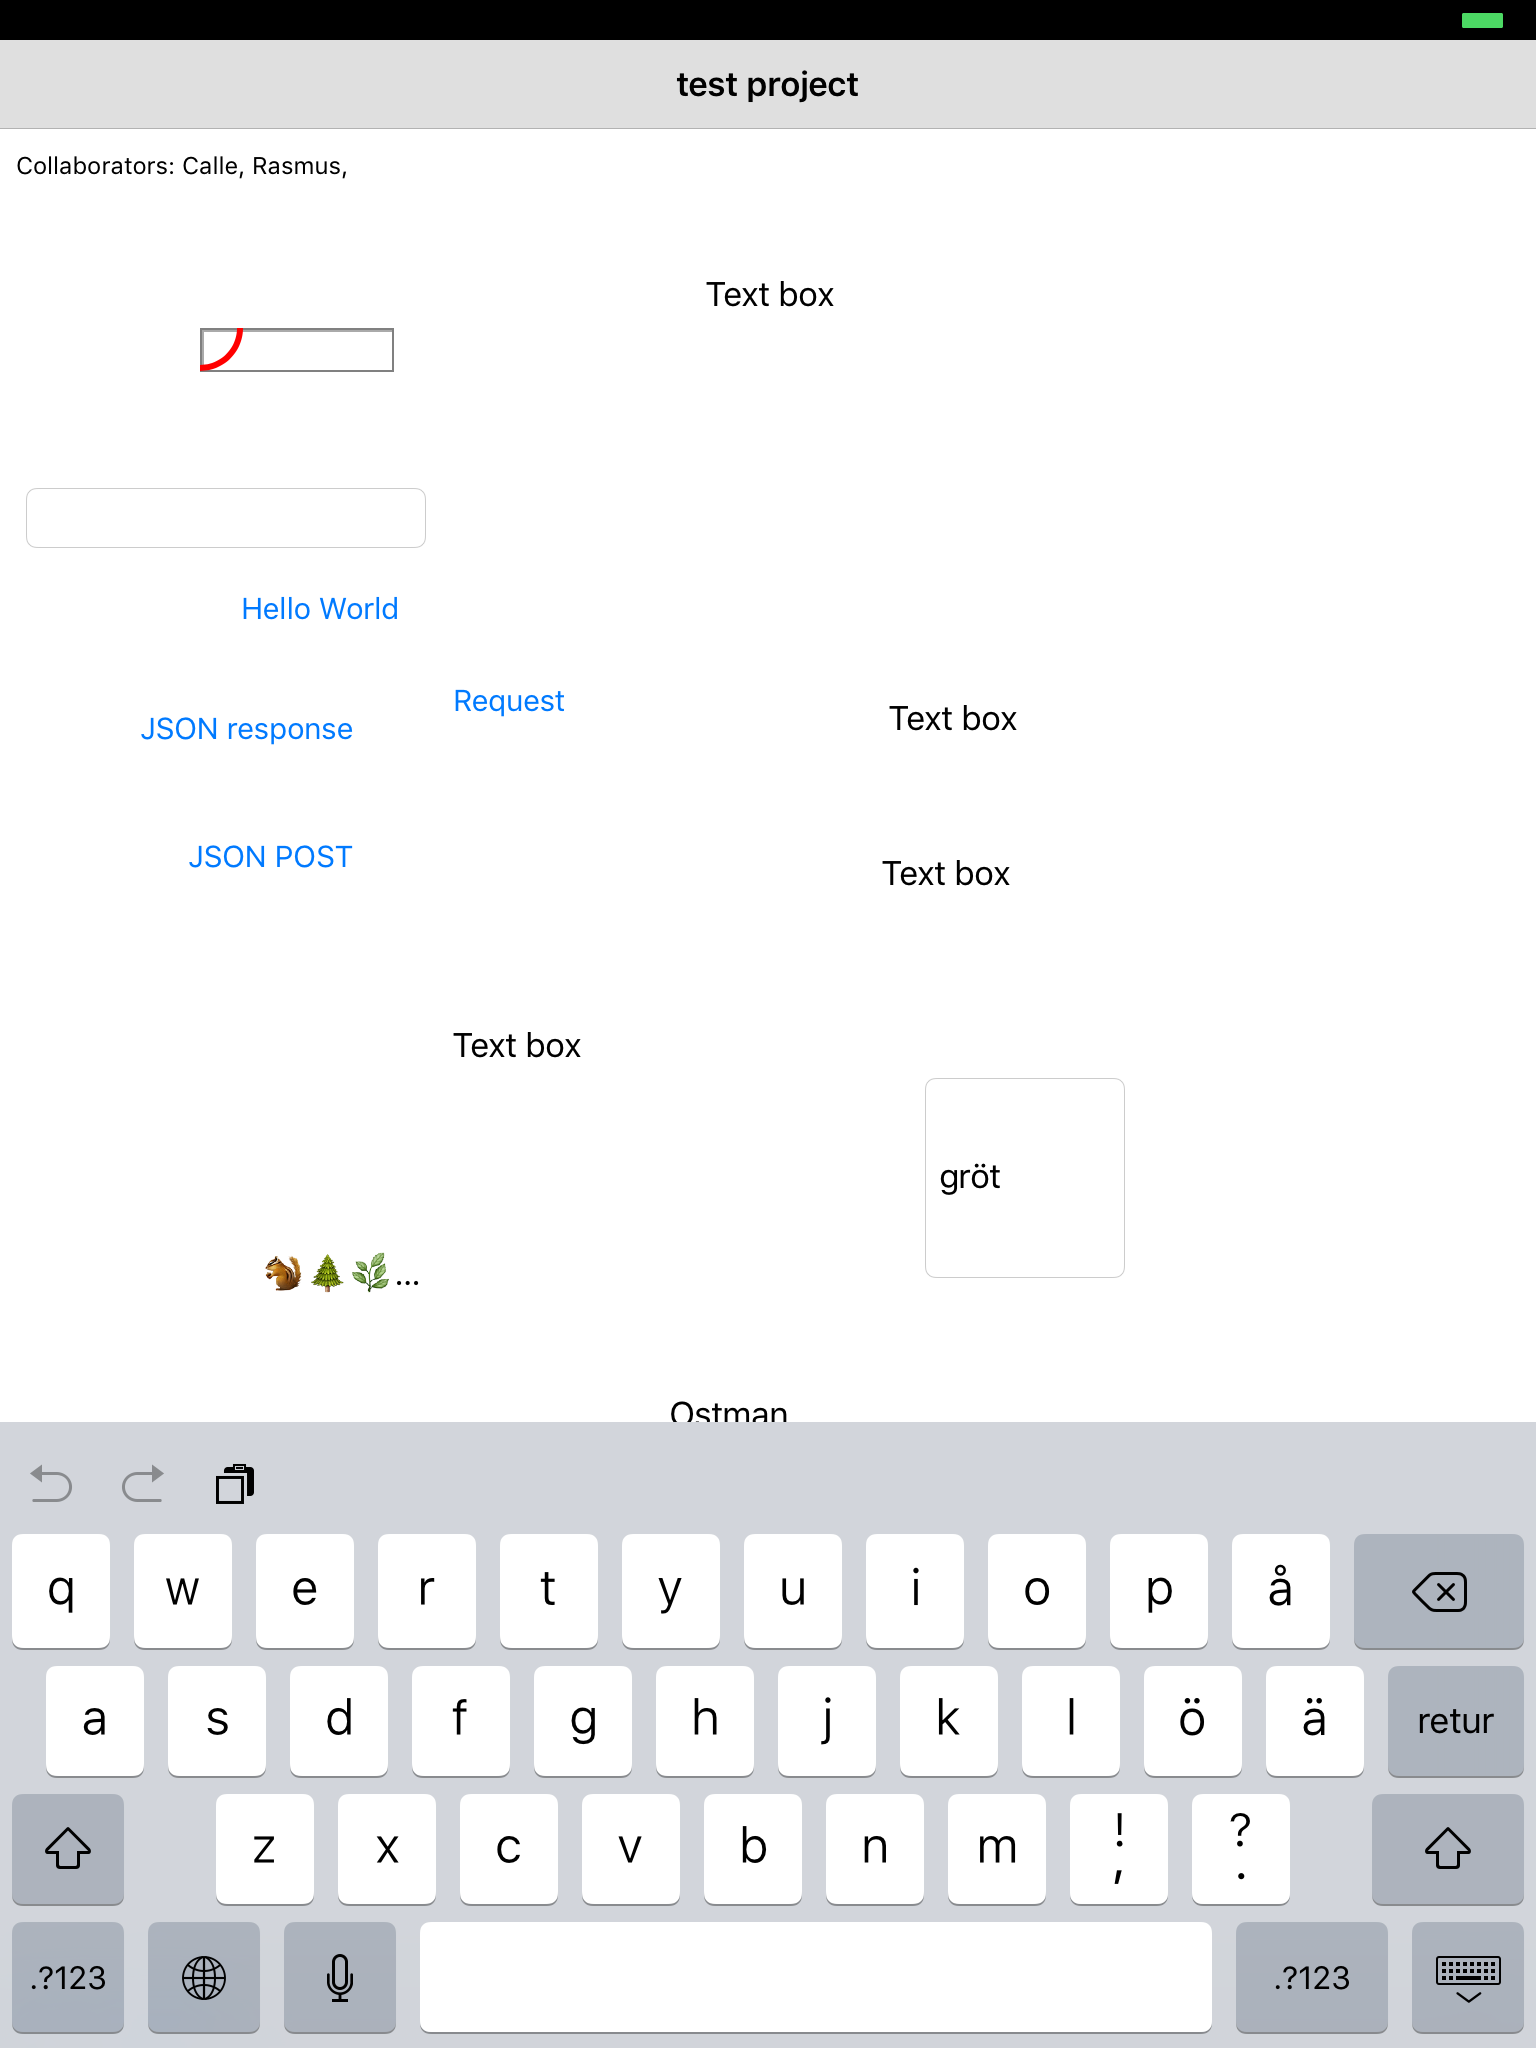 test project
Collaborators: Calle, Rasmus,
Text box
Hello World
Request
JSON response
Text box
JSON POST
Text box
Text box
gröt
🐿🌲🌿...
Ostman
q w e r t y u i o p å
a s d f g h j k l ö ä retur
z x c v b n m ! , ? .
.?123 .?123